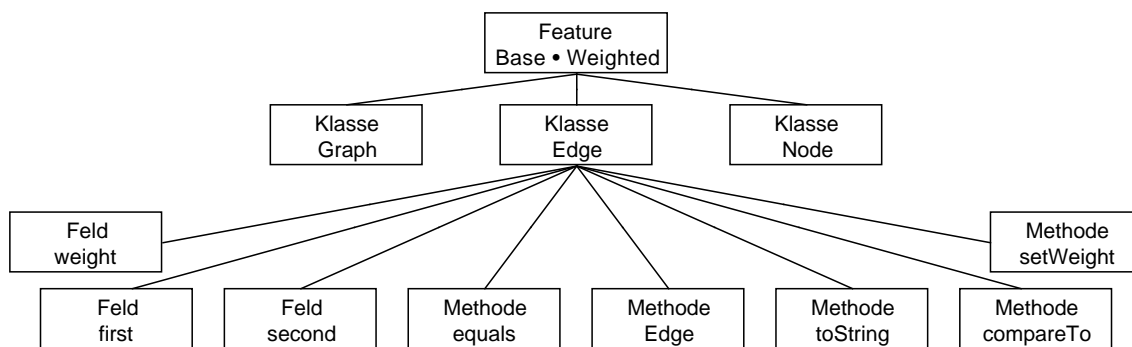 Feature
Base • Weighted
Klasse
Graph
Klasse
Edge
Klasse
Node
Feld
weight
Methode
setWeight
Feld
first
Feld
second
Methode
equals
Methode
Edge
Methode
toString
Methode
compareTo